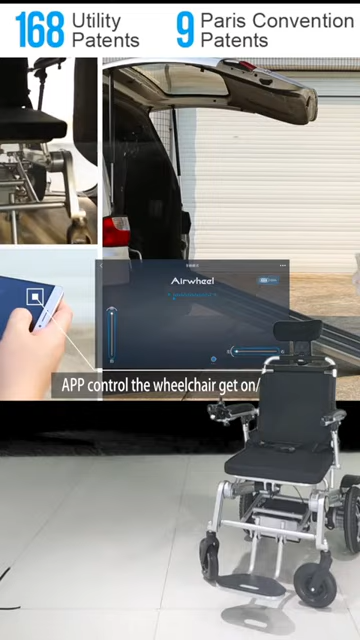 168 Utility Patents
9 Paris Convention Patents
Airwheel
APP control the wheelchair get on/